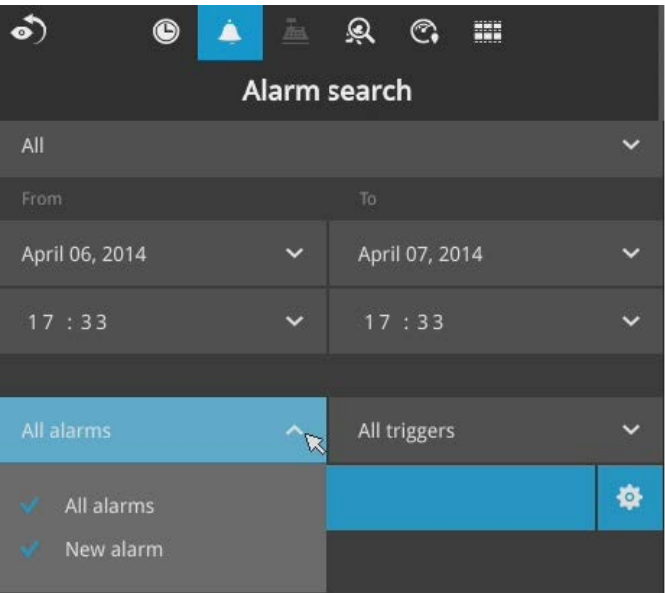 Alarm search
All
From To
April 06, 2014 April 07, 2014
17 : 33 17 : 33
All alarms All triggers
All alarms
New alarm